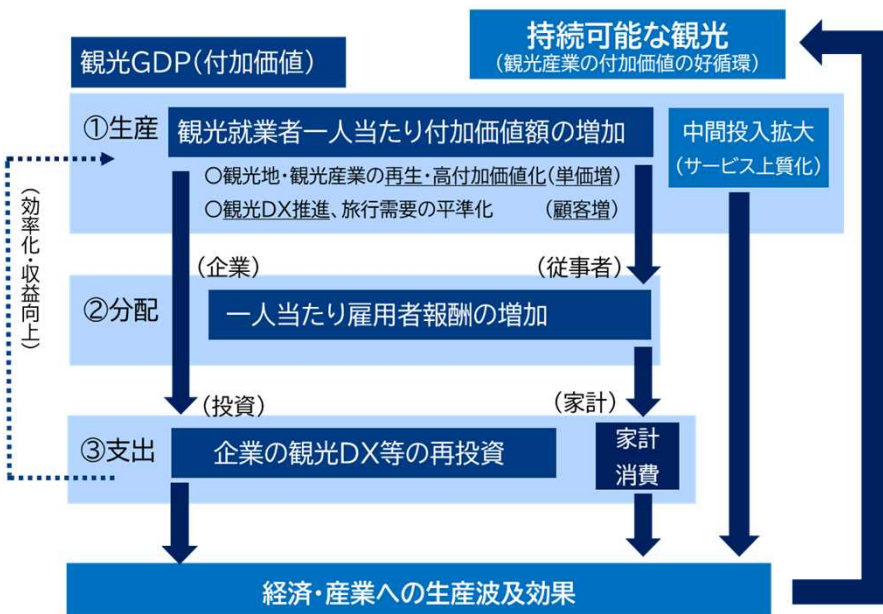 持続可能な観光
(観光産業の付加価値の好循環)
観光GDP(付加価値)
①生産
観光就業者一人当たり付加価値額の増加
中間投入拡大
(サービス上質化)
○観光地・観光産業の再生・高付加価値化(単価増)
○観光DX推進、旅行需要の平準化 (顧客増)
(効率化・収益向上)
(企業)
(従事者)
②分配
一人当たり雇用者報酬の増加
(投資)
(家計)
③支出
企業の観光DX等の再投資
家計
消費
経済・産業への生産波及効果